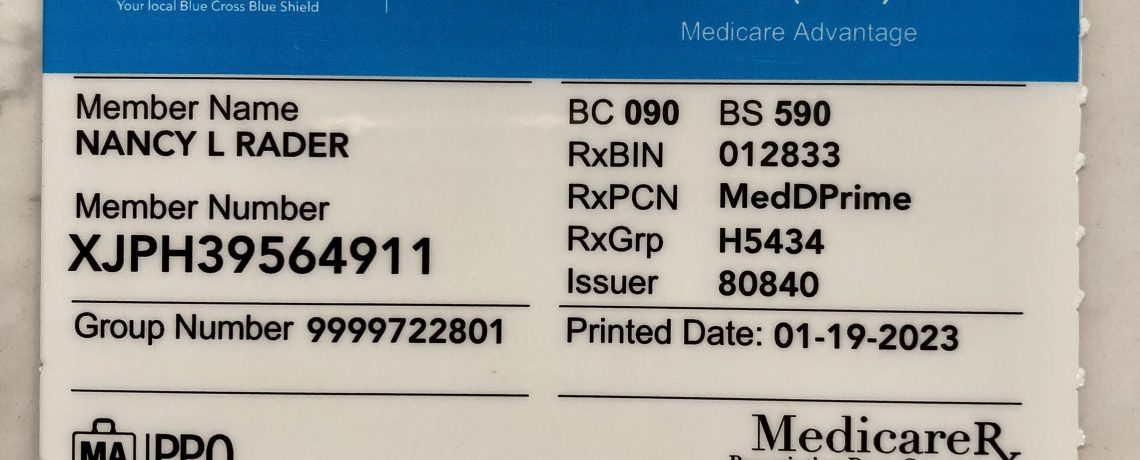 Your local Blue Cross Blue Shield
Medicare Advantage
Member Name
NANCY L RADER
Member Number
XJPH39564911
Group Number 9999722801
BC 090 BS 590
RxBIN 012833
RxPCN MedDPrime
RxGrp H5434
Issuer 80840
Printed Date: 01-19-2023
MA PPO
MedicareRx